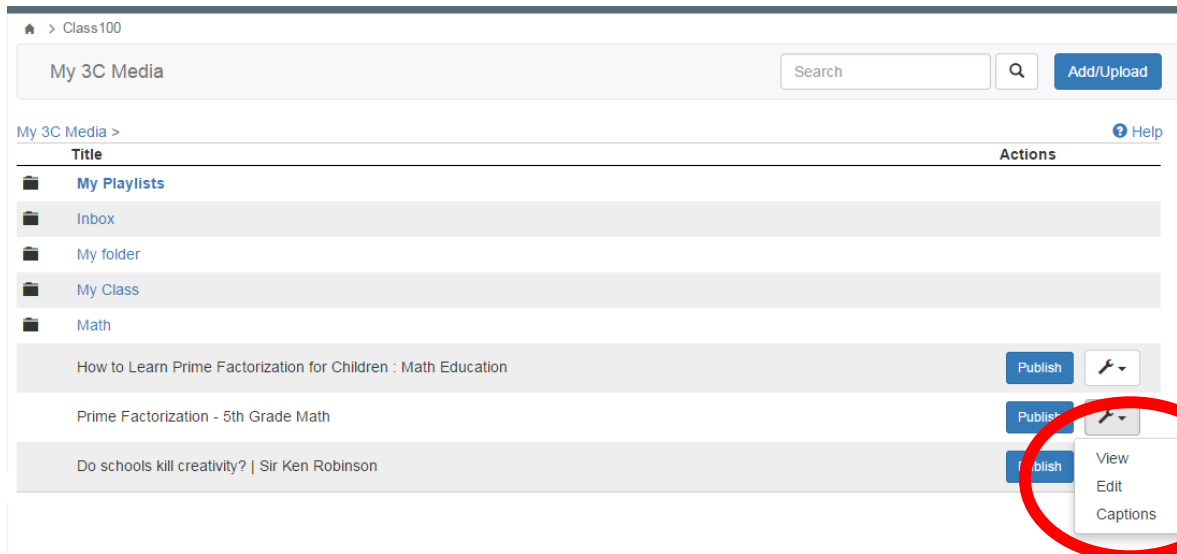 > Class100
My 3C Media
Search
Add/Upload
My 3C Media >
Help
Title Actions
My Playlists
Inbox
My folder
My Class
Math
How to Learn Prime Factorization for Children : Math Education Publish
Prime Factorization - 5th Grade Math Publish
Do schools kill creativity? | Sir Ken Robinson Publish
View
Edit
Captions